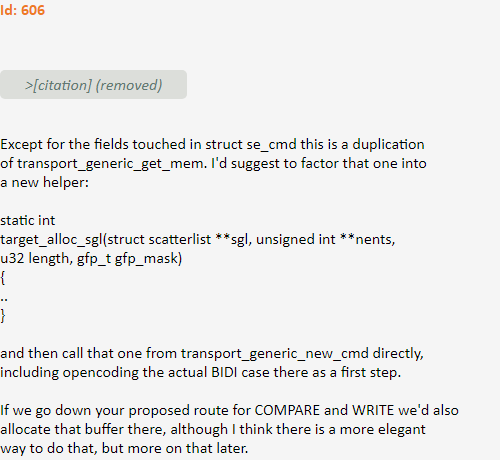 Id: 606
>[citation] (removed)
Except for the fields touched in struct se_cmd this is a duplication
of transport_generic_get_mem. I'd suggest to factor that one into
a new helper:
static int
target_alloc_sgl(struct scatterlist **sgl, unsigned int **nents,
u32 length, gfp_t gfp_mask)
{
..
}
and then call that one from transport_generic_new_cmd directly,
including opencoding the actual BIDI case there as a first step.
If we go down your proposed route for COMPARE and WRITE we'd also
allocate that buffer there, although I think there is a more elegant
way to do that, but more on that later.